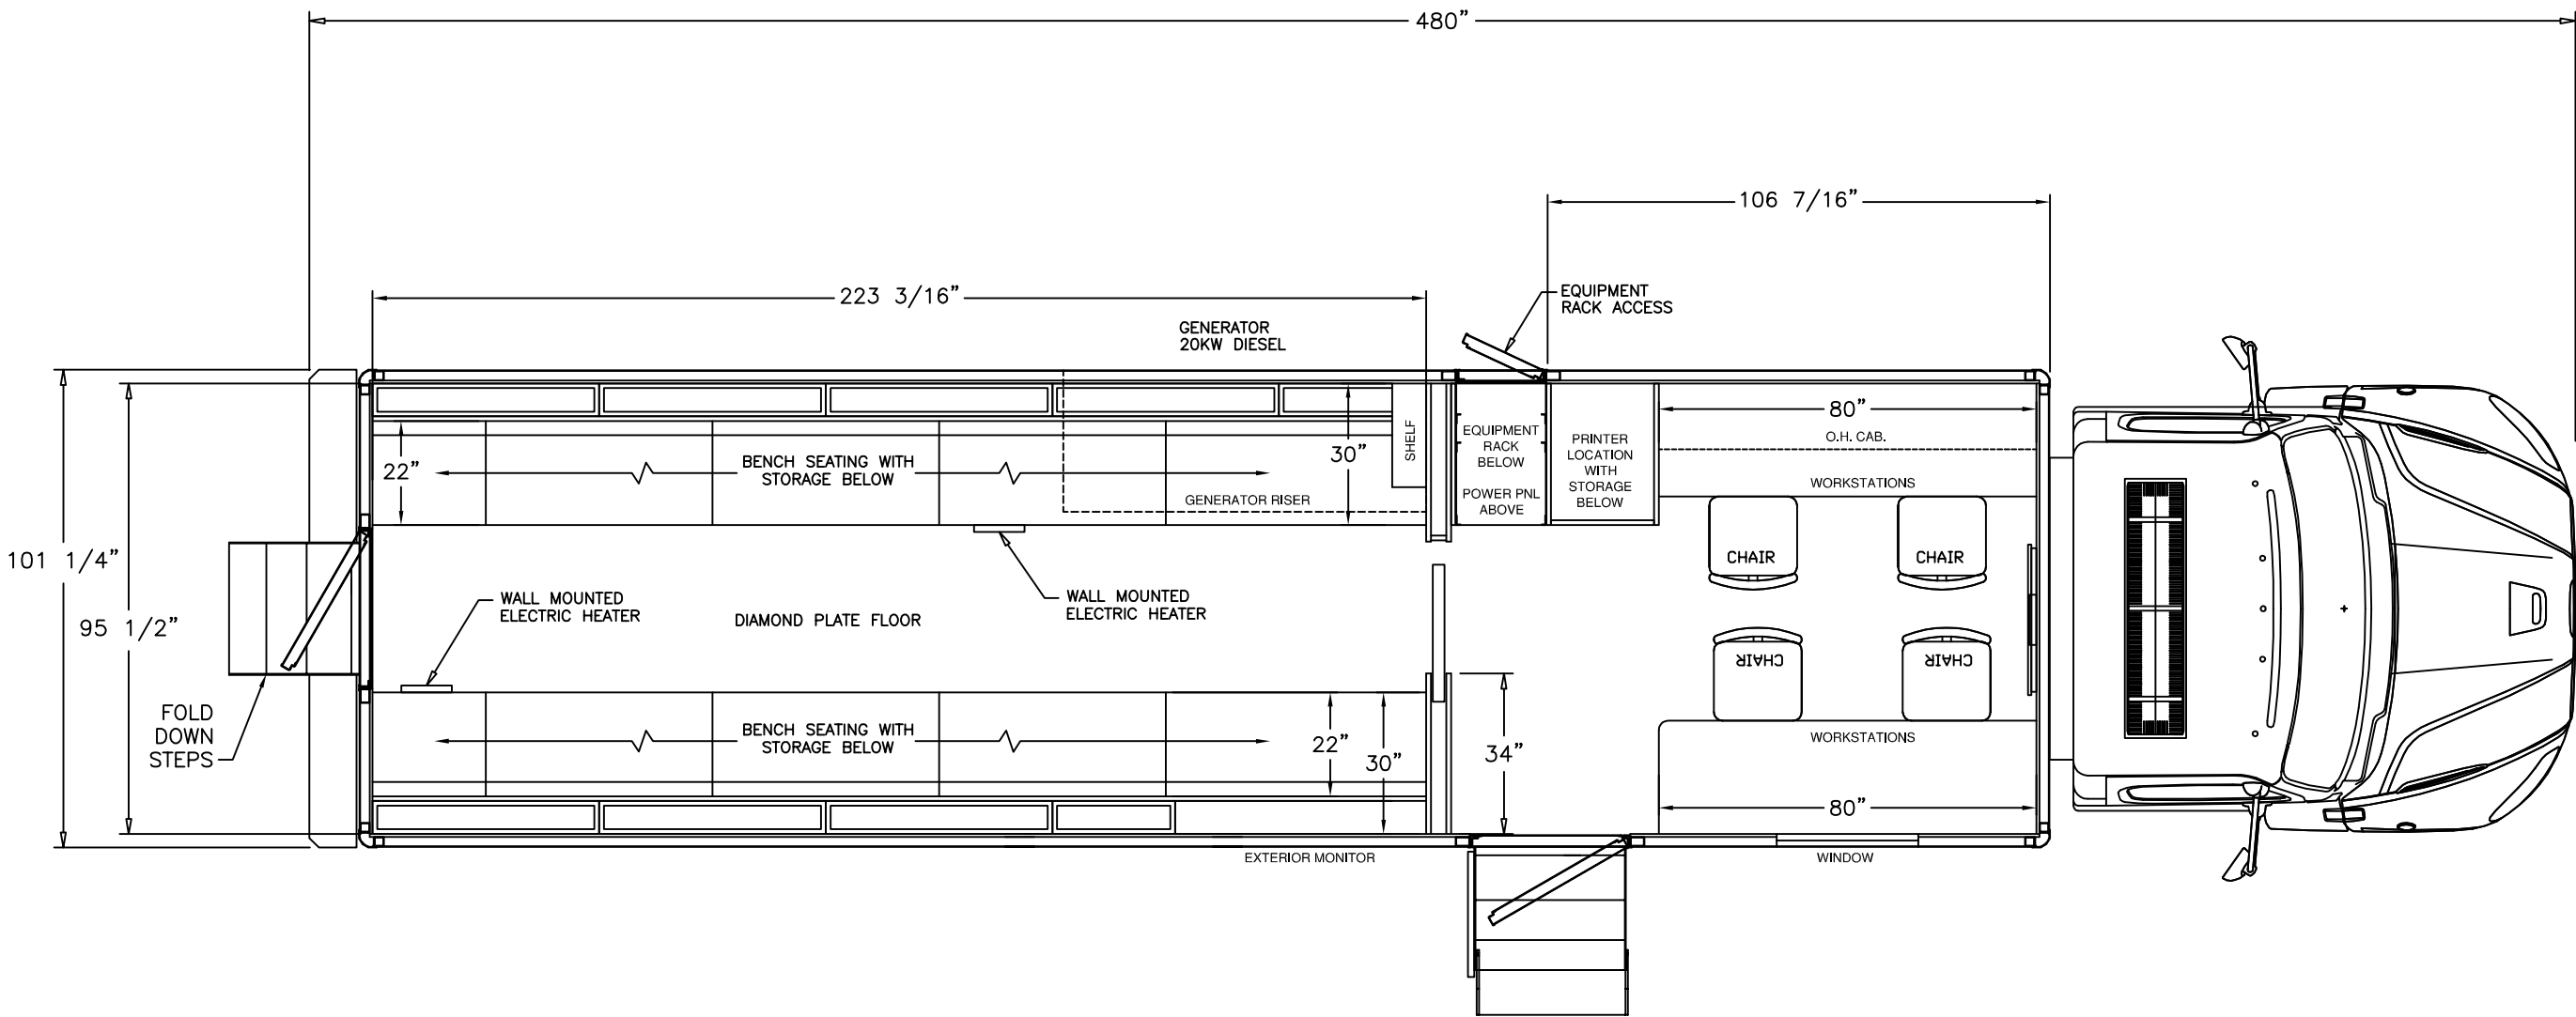 480”
106 7/16”
223 3/16”
EQUIPMENT
RACK ACCESS
GENERATOR
20KW DIESEL
80”
O.H. CAB.
WORKSTATIONS
PRINTER
LOCATION
WITH
STORAGE
BELOW
EQUIPMENT
RACK
BELOW
POWER PNL
ABOVE
SHELF
30”
22”
BENCH SEATING WITH
STORAGE BELOW
GENERATOR RISER
CHAIR
CHAIR
101 1/4”
95 1/2”
WALL MOUNTED
ELECTRIC HEATER
DIAMOND PLATE FLOOR
WALL MOUNTED
ELECTRIC HEATER
CHAIR
CHAIR
FOLD
DOWN
STEPS
BENCH SEATING WITH
STORAGE BELOW
22”
30”
34”
WORKSTATIONS
80”
EXTERIOR MONITOR
WINDOW